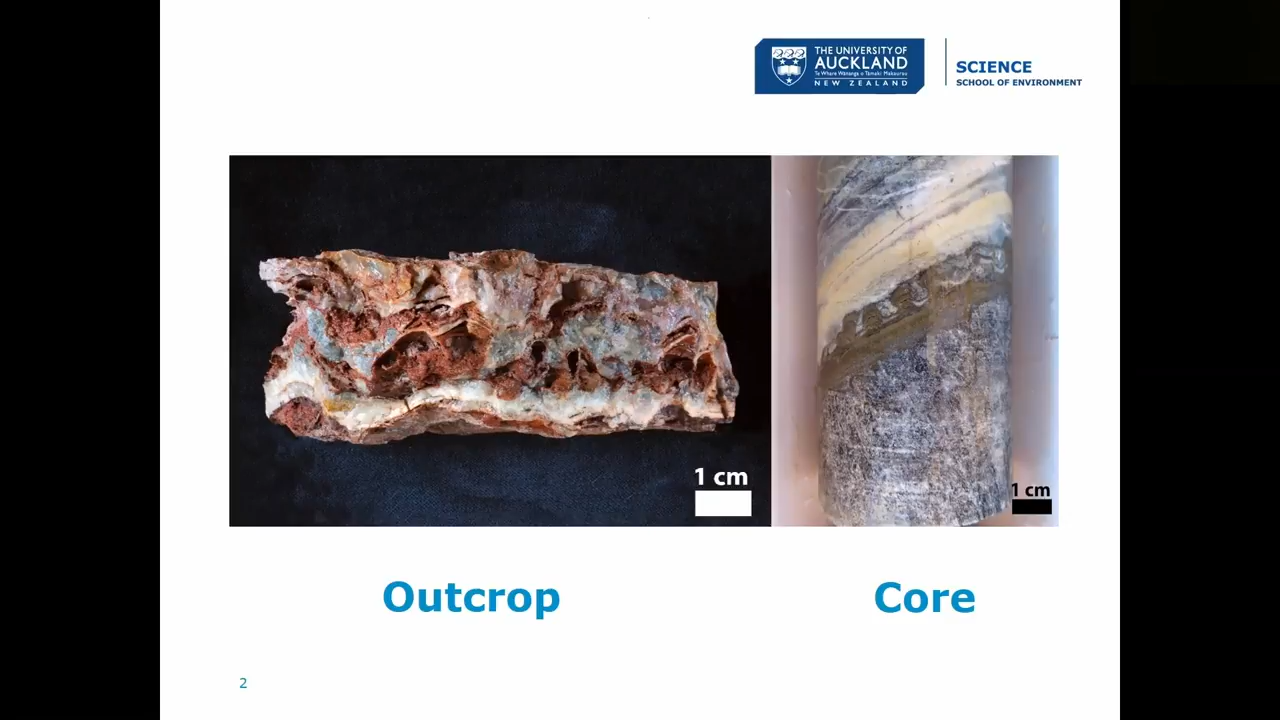 THE UNIVERSITY OF
AUCKLAND
Te Whare Wānanga o Tāmaki Makaurau
NEW ZEALAND
SCIENCE
SCHOOL OF ENVIRONMENT
1 cm
1 cm
Outcrop
Core
2